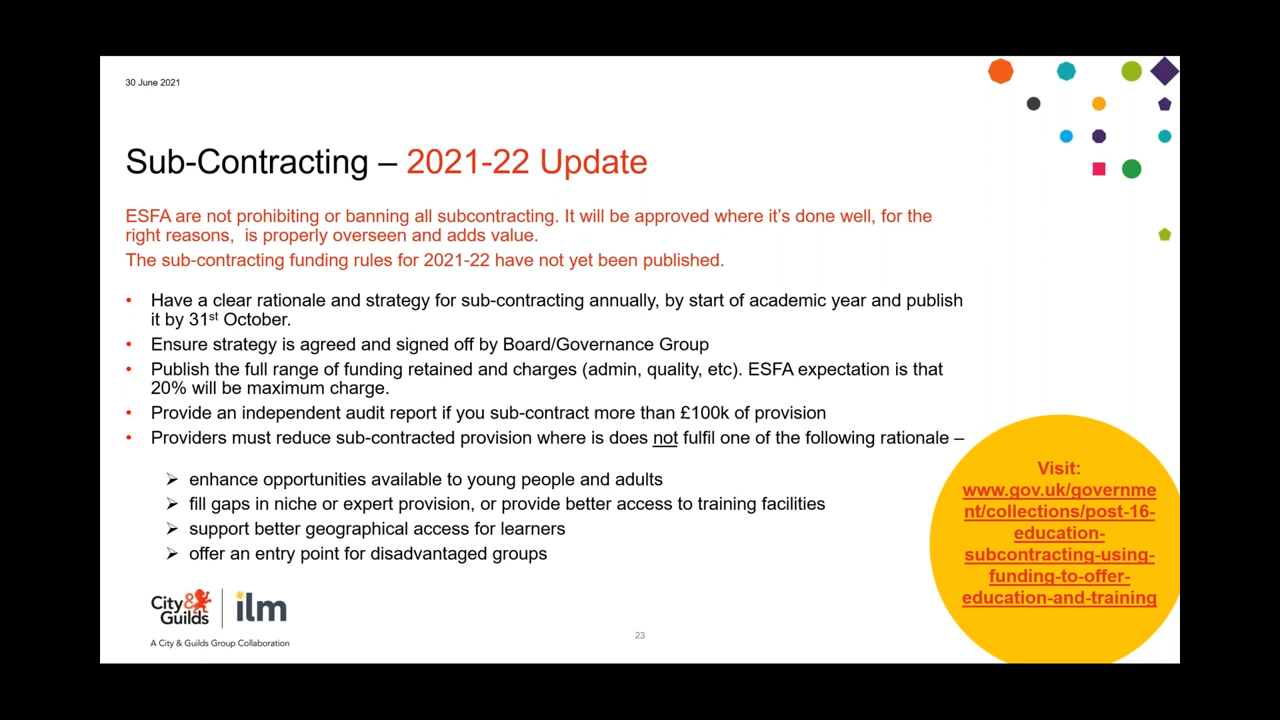 30 June 2021
Sub-Contracting – 2021-22 Update
ESFA are not prohibiting or banning all subcontracting. It will be approved where it's done well, for the
right reasons,  is properly overseen and adds value.
The sub-contracting funding rules for 2021-22 have not yet been published.
• Have a clear rationale and strategy for sub-contracting annually, by start of academic year and publish
it by 31st October.
• Ensure strategy is agreed and signed off by Board/Governance Group
• Publish the full range of funding retained and charges (admin, quality, etc). ESFA expectation is that
20% will be maximum charge.
• Provide an independent audit report if you sub-contract more than £100k of provision
• Providers must reduce sub-contracted provision where is does not fulfil one of the following rationale –
➢ enhance opportunities available to young people and adults
➢ fill gaps in niche or expert provision, or provide better access to training facilities
➢ support better geographical access for learners
➢ offer an entry point for disadvantaged groups
Visit:
www.gov.uk/governme
nt/collections/post-16-
education-
subcontracting-using-
funding-to-offer-
education-and-training
City &
Guilds
ilm
A City & Guilds Group Collaboration
23